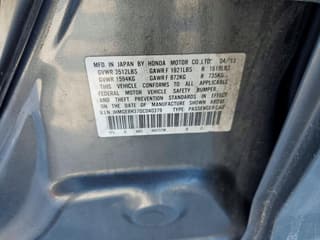 MFD. IN JAPAN BY HONDA MOTOR CO.,LTD. 04/13
GVWR 3512LBS GAWR F 1921LBS R 1619LBS
GVWR 1594KG GAWR F 872KG R 735KG
THIS VEHICLE CONFORMS TO ALL APPLICABLE
FEDERAL MOTOR VEHICLE SAFETY, BUMPER,
AND THEFT PREVENTION STANDARDS IN EFFECT
ON THE DATE OF MANUFACTURE SHOWN ABOVE.
V.I.N. TYPE PASSENGER CAR